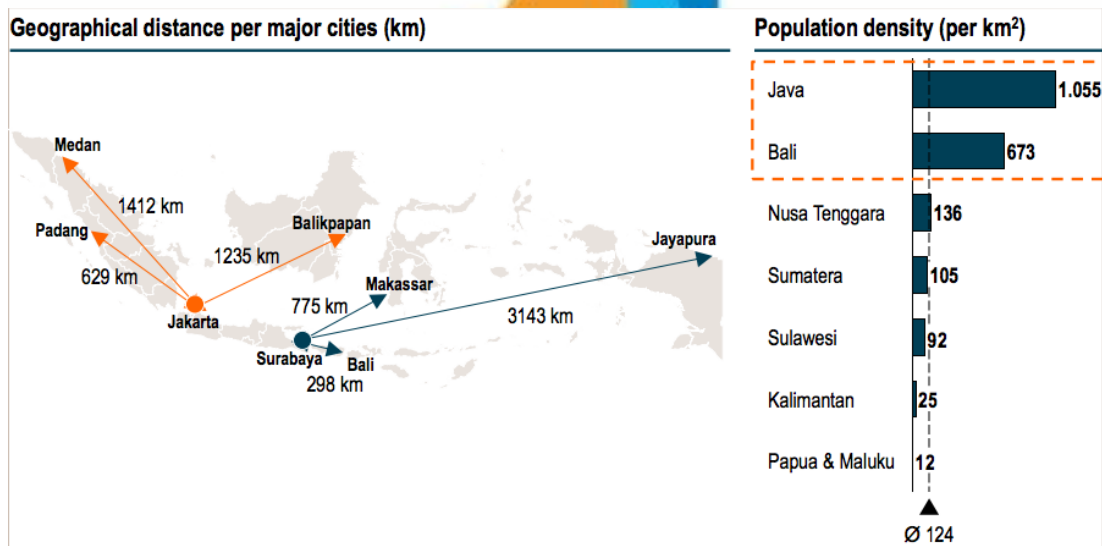 Geographical distance per major cities (km)
Medan
1412 km
Padang
629 km
Jakarta
Balikpapan
1235 km
Makassar
775 km
Surabaya
Bali
298 km
Jayapura
3143 km
Population density (per km²)
Java 1.055
Bali 673
Nusa Tenggara 136
Sumatera 105
Sulawesi 92
Kalimantan 25
Papua & Maluku 12
Ø 124